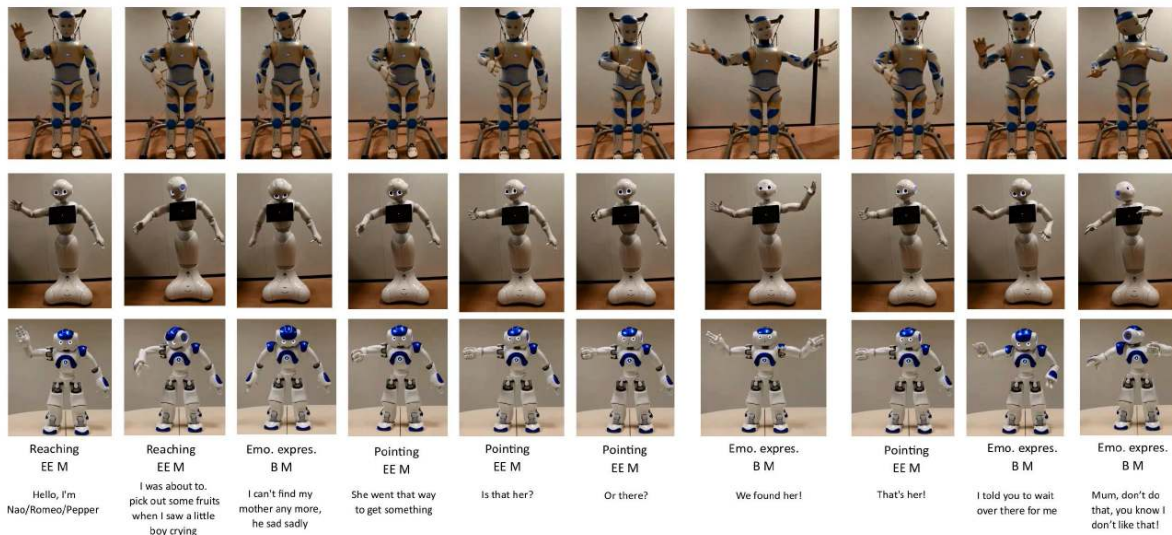 Reaching
EE M
Hello, I'm
Nao/Romeo/Pepper
Reaching
EE M
I was about to.
pick out some fruits
when I saw a little
boy crying
Emo. expres.
B M
I can't find my
mother any more,
he sad sadly
Pointing
EE M
She went that way
to get something
Pointing
EE M
Is that her?
Pointing
EE M
Or there?
Emo. expres.
B M
We found her!
Pointing
EE M
That's her!
Emo. expres.
B M
I told you to wait
over there for me
Emo. expres.
B M
Mum, don't do
that, you know I
don't like that!